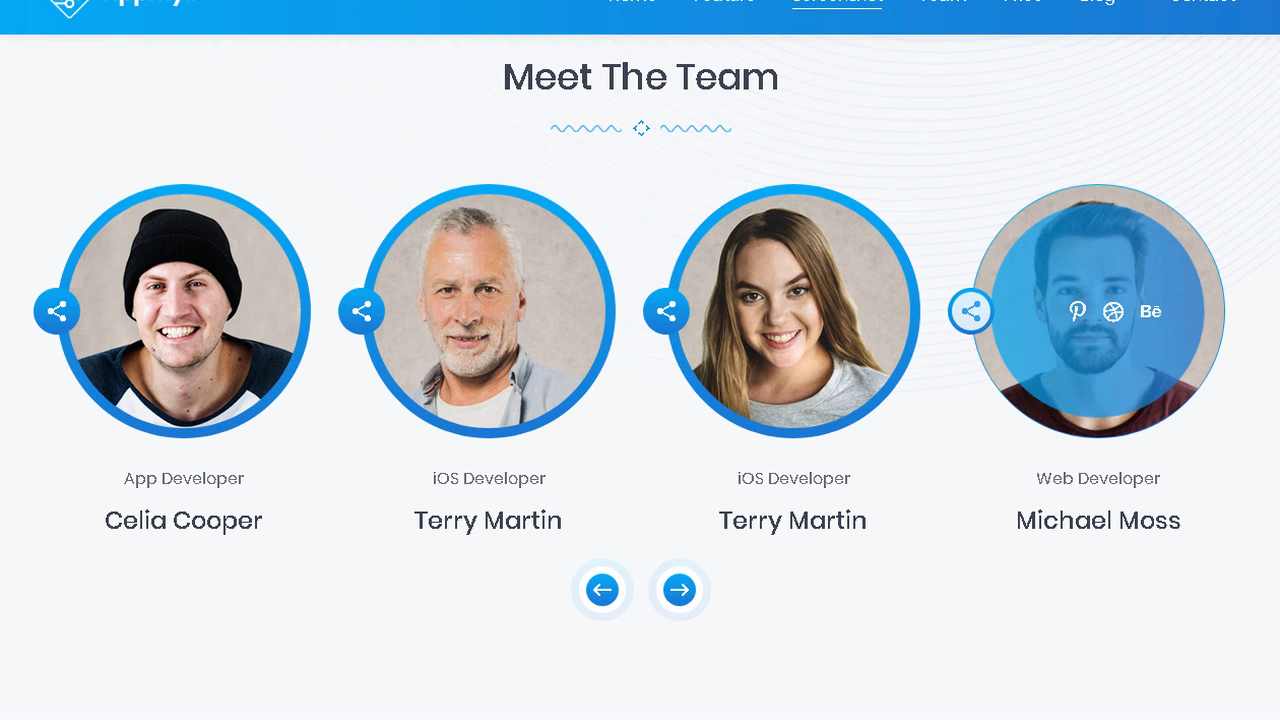 Meet The Team
App Developer
Celia Cooper
iOS Developer
Terry Martin
iOS Developer
Terry Martin
Web Developer
Michael Moss
Bē